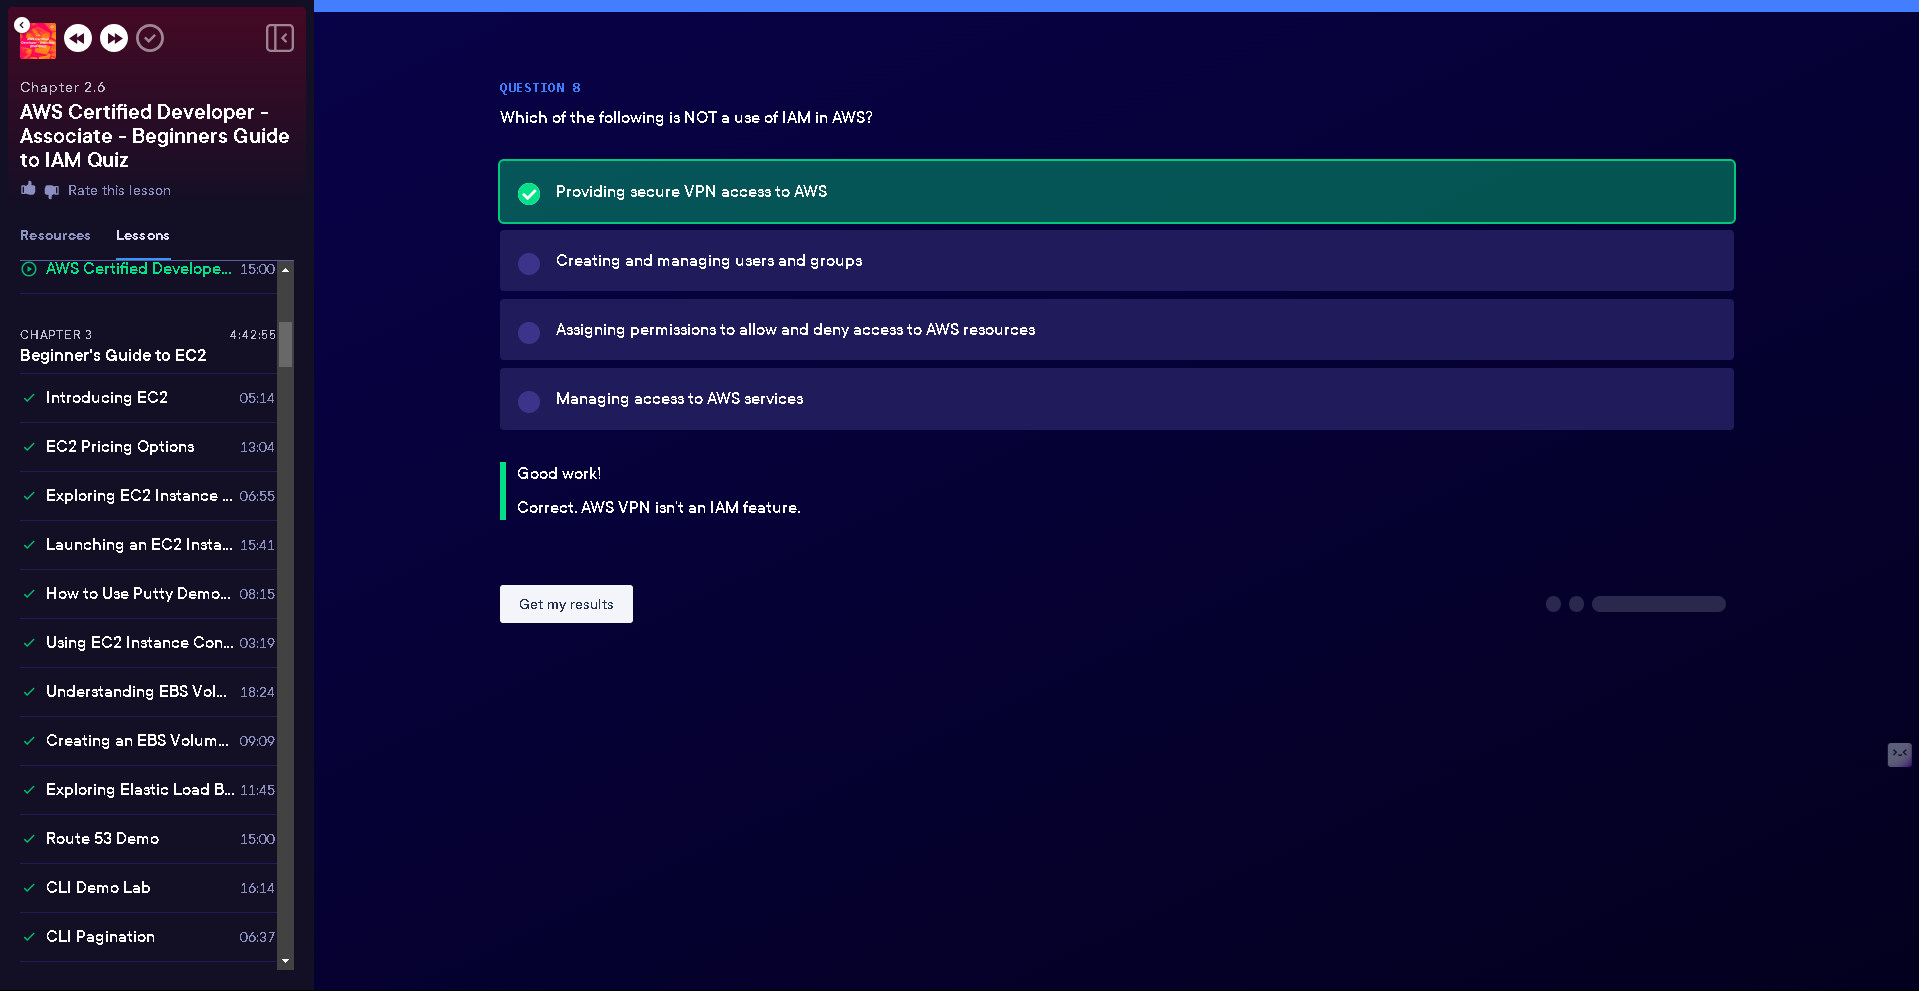 Chapter 2.6
AWS Certified Developer -
Associate - Beginners Guide
to IAM Quiz
Rate this lesson
Resources
Lessons
AWS Certified Develope... 15:00
CHAPTER 3 4:42:55
Beginner's Guide to EC2
Introducing EC2 05:14
EC2 Pricing Options 13:04
Exploring EC2 Instance ... 06:55
Launching an EC2 Insta... 15:41
How to Use Putty Demo... 08:15
Using EC2 Instance Con... 03:19
Understanding EBS Vol... 18:24
Creating an EBS Volum... 09:09
Exploring Elastic Load B... 11:45
Route 53 Demo 15:00
CLI Demo Lab 16:14
CLI Pagination 06:37
QUESTION 8
Which of the following is NOT a use of IAM in AWS?
Providing secure VPN access to AWS
Creating and managing users and groups
Assigning permissions to allow and deny access to AWS resources
Managing access to AWS services
Good work!
Correct. AWS VPN isn't an IAM feature.
Get my results